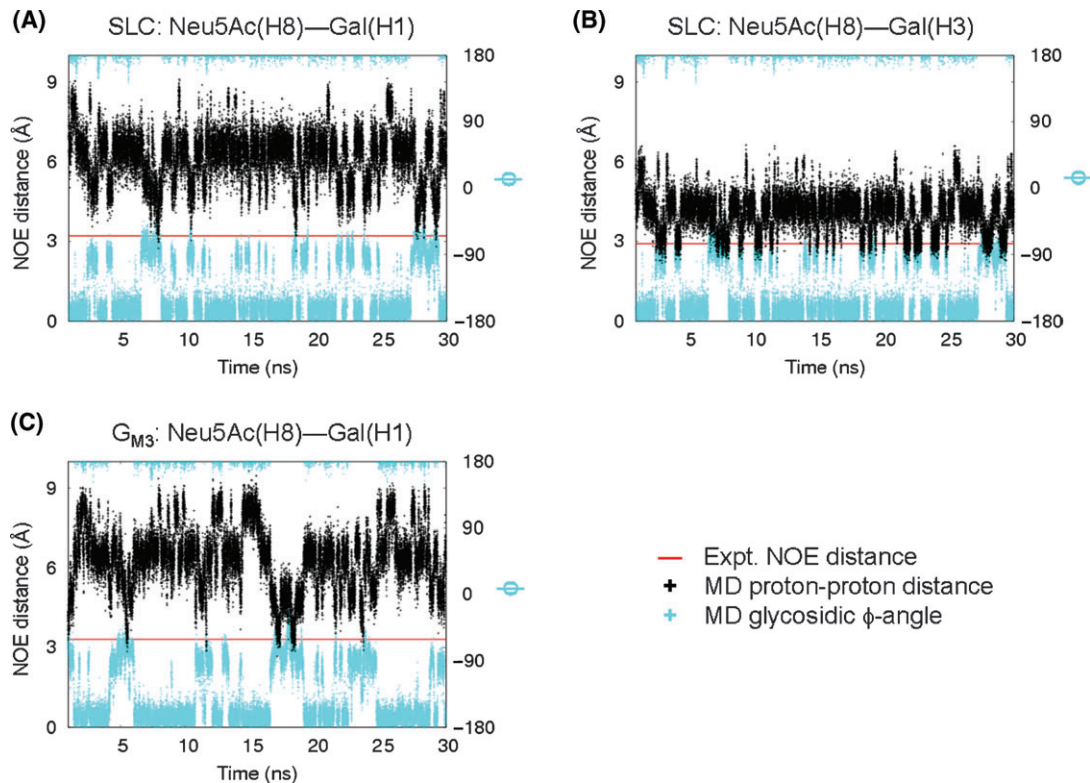 (A)
SLC: Neu5Ac(H8)—Gal(H1)
NOE distance (Å)
9
6
3
0
180
90
0
−90
−180
ϕ
5
10
15
20
25
30
Time (ns)
(B)
SLC: Neu5Ac(H8)—Gal(H3)
NOE distance (Å)
9
6
3
0
180
90
0
−90
−180
ϕ
5
10
15
20
25
30
Time (ns)
(C)
GM3: Neu5Ac(H8)—Gal(H1)
NOE distance (Å)
9
6
3
0
180
90
0
−90
−180
ϕ
5
10
15
20
25
30
Time (ns)
Expt. NOE distance
MD proton-proton distance
MD glycosidic ϕ-angle